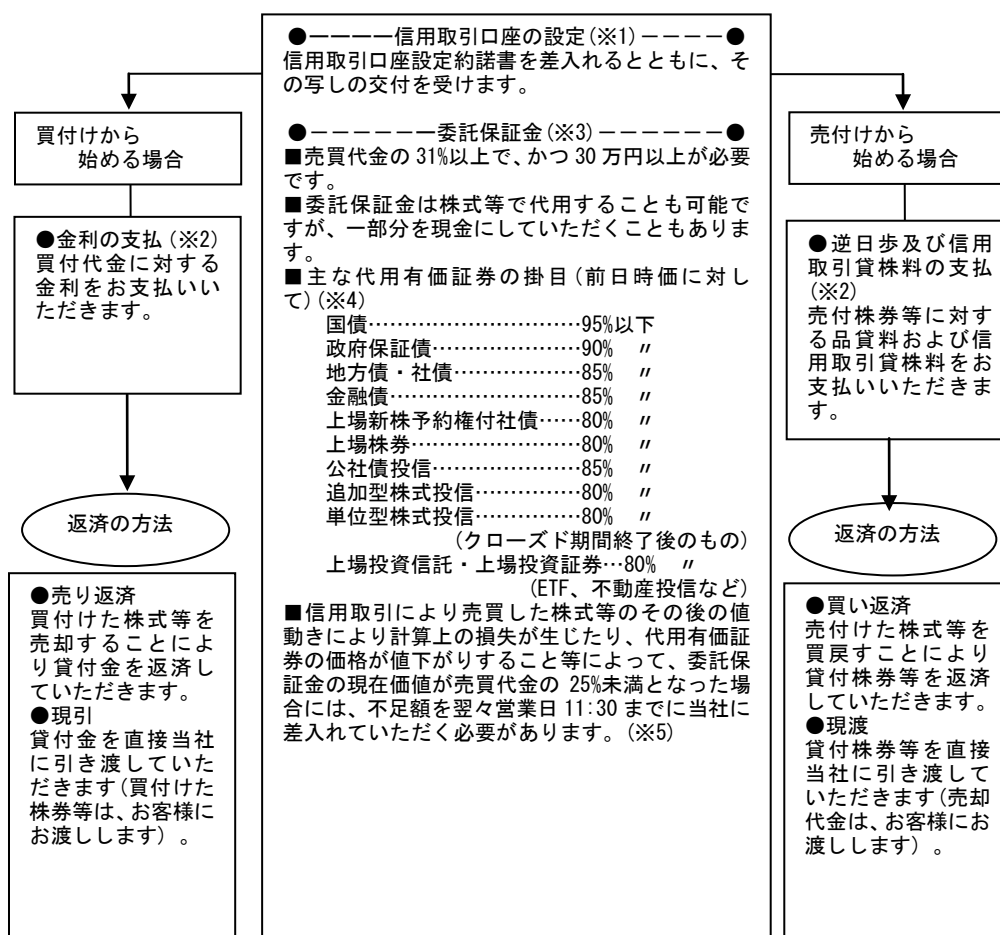 ●－－－－信用取引口座の設定(※1)－－－－●
信用取引口座設定約諾書を差入れるとともに、そ
の写しの交付を受けます。
●－－－－－－委託保証金(※3)－－－－－－●
■売買代金の 31%以上で、かつ 30 万円以上が必要
です。
■委託保証金は株式等で代用することも可能で
すが、一部分を現金にしていただくこともありま
す。
■主な代用有価証券の掛目(前日時価に対し
て)(※4)
国債…………………………95%以下
政府保証債…………………90% 〃
地方債・社債………………85% 〃
金融債………………………85% 〃
上場新株予約権付社債……80% 〃
上場株券……………………80% 〃
公社債投信…………………85% 〃
追加型株式投信……………80% 〃
単位型株式投信……………80% 〃
(クローズド期間終了後のもの)
上場投資信託・上場投資証券…80% 〃
(ETF、不動産投信など)
■信用取引により売買した株式等のその後の値
動きにより計算上の損失が生じたり、代用有価証
券の価格が値下がりすること等によって、委託保
証金の現在価値が売買代金の 25%未満となった場
合には、不足額を翌々営業日 11:30 までに当社に
差入れていただく必要があります。(※5)
買付けから
始める場合
●金利の支払(※2)
買付代金に対する
金利をお支払いい
ただきます。
返済の方法
●売り返済
買付けた株式等を
売却することによ
り貸付金を返済し
ていただきます。
●現引
貸付金を直接当社
に引き渡していた
だきます(買付けた
株券等は、お客様に
お渡しします) 。
売付けから
始める場合
●逆日歩及び信用
取引貸株料の支払
(※2)
売付株券等に対す
る品貸料および信
用取引貸株料をお
支払いいただきま
す。
返済の方法
●買い返済
売付けた株式等を
買戻すことにより
貸付株券等を返済
していただきます。
●現渡
貸付株券等を直接
当社に引き渡して
いただきます(売却
代金は、お客様にお
渡しします) 。